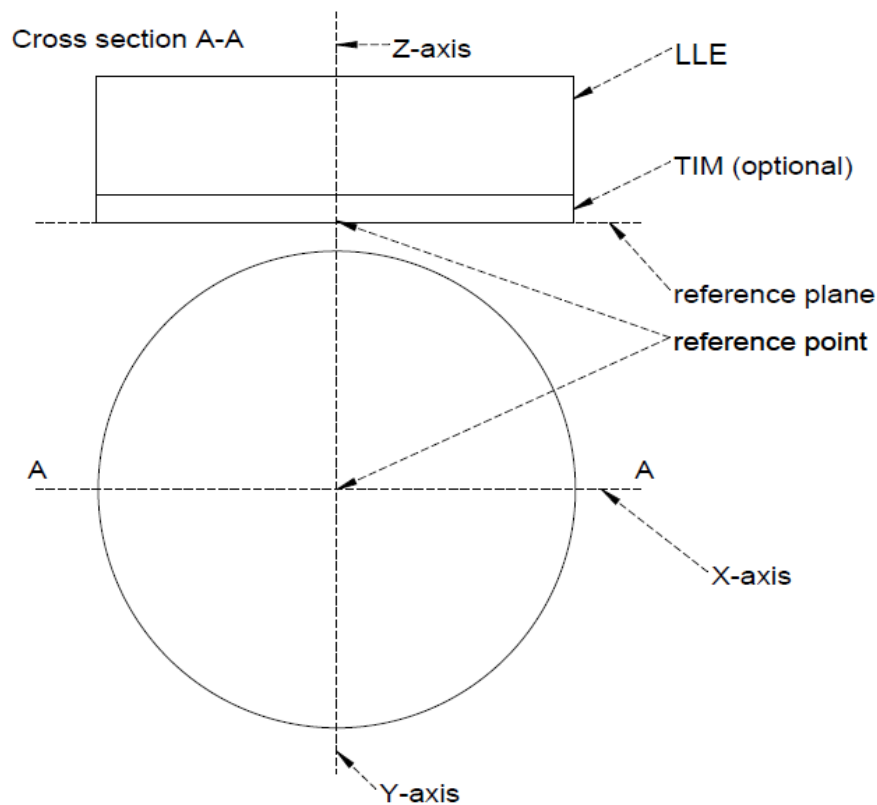 Cross section A-A
Z-axis
LLE
TIM (optional)
reference plane
reference point
A
A
X-axis
Y-axis